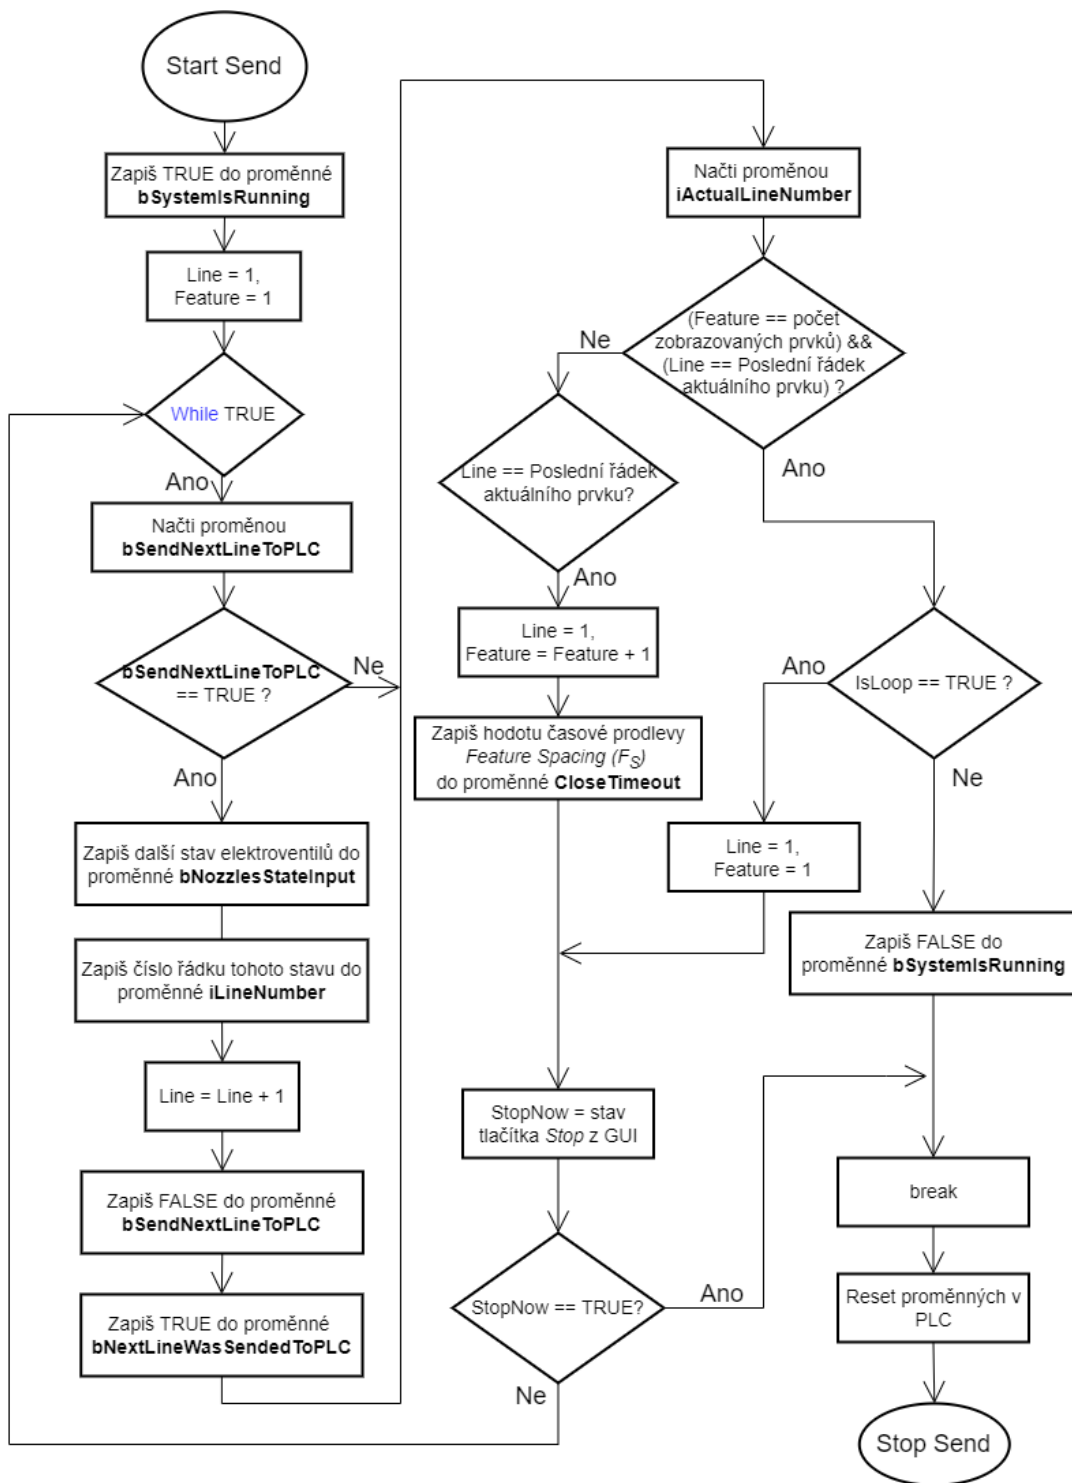 Start Send
Zapiš TRUE do proměnné
bSystemIsRunning
Line = 1,
Feature = 1
While TRUE
Ano
Načti proměnou
bSendNextLineToPLC
bSendNextLineToPLC
== TRUE ?
Ne
Ano
Zapiš další stav elektroventilů do
proměnné bNozzlesStateInput
Zapiš číslo řádku tohoto stavu do
proměnné iLineNumber
Line = Line + 1
Zapiš FALSE do proměnné
bSendNextLineToPLC
Zapiš TRUE do proměnné
bNextLineWasSendedToPLC
Načti proměnou
iActualLineNumber
(Feature == počet
zobrazovaných prvků) &&
(Line == Poslední řádek
aktuálního prvku) ?
Ne
Ano
Line == Poslední řádek
aktuálního prvku?
Ano
Line = 1,
Feature = Feature + 1
Zapiš hodotu časové prodlevy
Feature Spacing (FS)
do proměnné CloseTimeout
IsLoop == TRUE ?
Ano
Ne
Line = 1,
Feature = 1
Zapiš FALSE do
proměnné bSystemIsRunning
StopNow = stav
tlačítka Stop z GUI
StopNow == TRUE?
Ano
Ne
break
Reset proměnných v
PLC
Stop Send